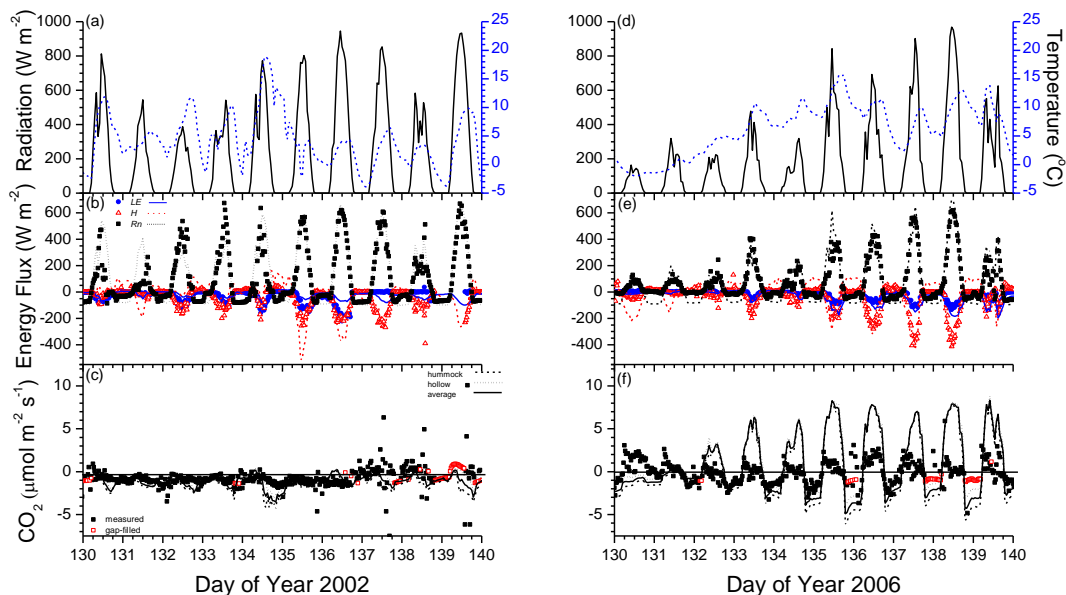 (a)
(d)
1000
800
600
400
200
0
25
20
15
10
5
0
-5
Radiation (W m⁻²)
1000
800
600
400
200
0
25
20
15
10
5
0
-5
Temperature (⁰C)
(b)
LE
H
Rn
600
400
200
0
-200
-400
Energy Flux (W m⁻²)
(e)
600
400
200
0
-200
-400
(c)
hummock
hollow
average
10
5
0
-5
CO₂ (μmol m⁻² s⁻¹)
measured
gap-filled
(f)
10
5
0
-5
130 131 132 133 134 135 136 137 138 139 140
Day of Year 2002
130 131 132 133 134 135 136 137 138 139 140
Day of Year 2006